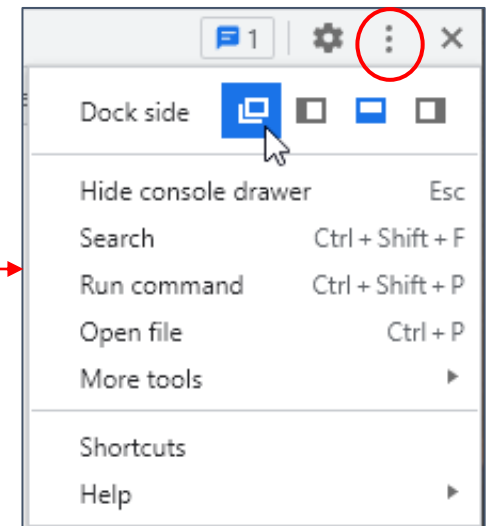 1
Dock side
Hide console drawer Esc
Search Ctrl + Shift + F
Run command Ctrl + Shift + P
Open file Ctrl + P
More tools
Shortcuts
Help